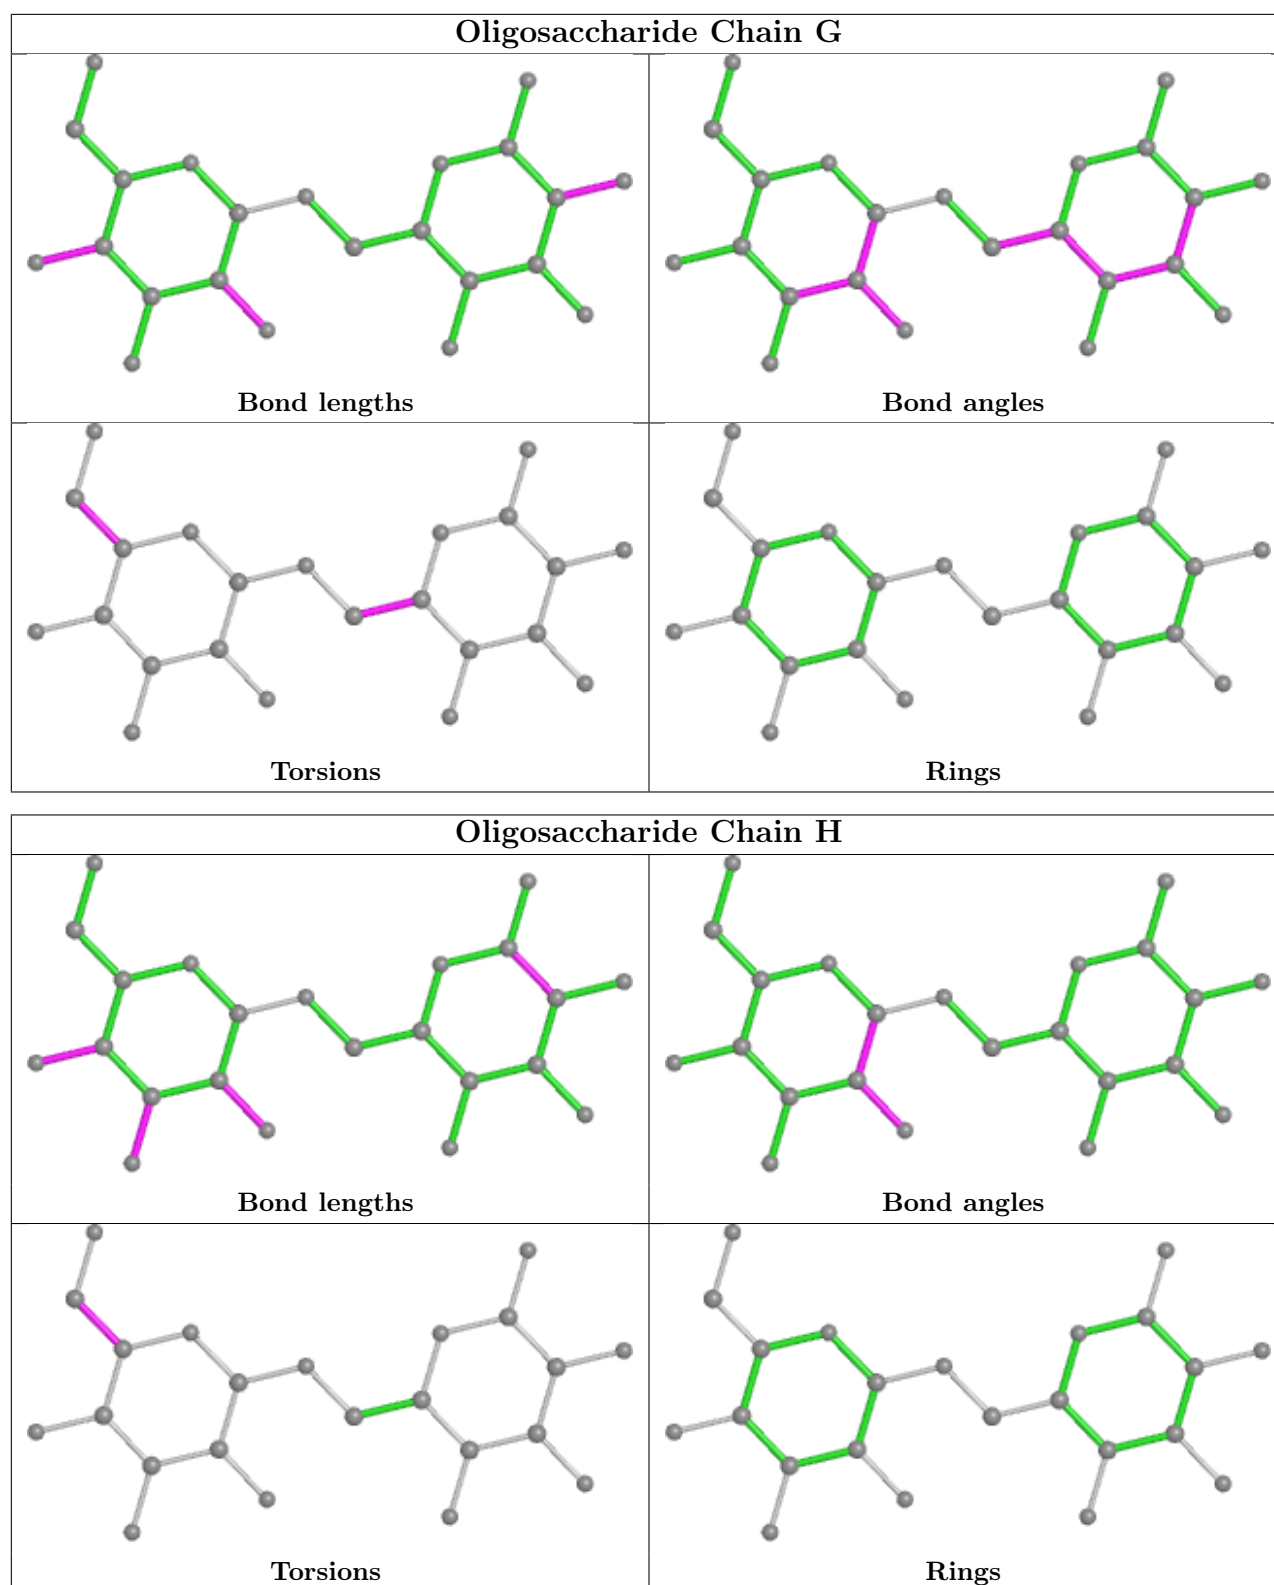 Oligosaccharide Chain G
Bond lengths
Bond angles
Torsions
Rings
Oligosaccharide Chain H
Bond lengths
Bond angles
Torsions
Rings